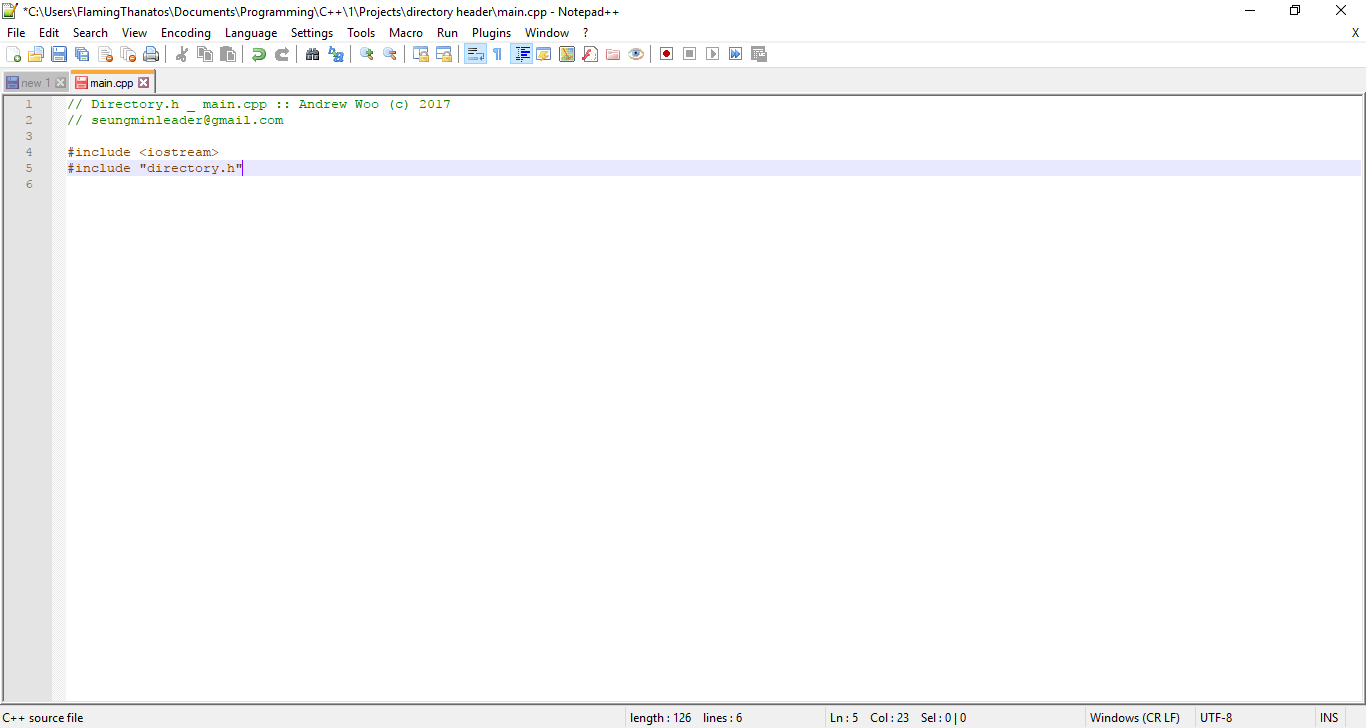 *C:\Users\FlamingThanatos\Documents\Programming\C++\1\Projects\directory header\main.cpp - Notepad++
File Edit Search View Encoding Language Settings Tools Macro Run Plugins Window ? X
new 1 main.cpp
1 // Directory.h _ main.cpp :: Andrew Woo (c) 2017
2 // seungminleader@gmail.com
3
4 #include <iostream>
5 #include "directory.h"
6
C++ source file length : 126 lines : 6 Ln : 5 Col : 23 Sel : 0 | 0 Windows (CR LF) UTF-8 INS